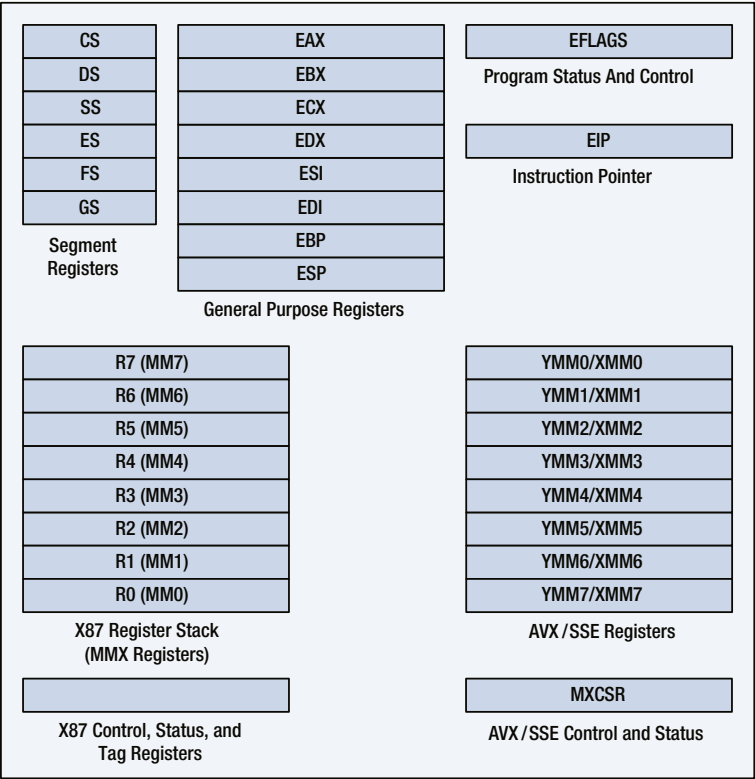 CS
DS
SS
ES
FS
GS
Segment
Registers
EAX
EBX
ECX
EDX
ESI
EDI
EBP
ESP
General Purpose Registers
EFLAGS
Program Status And Control
EIP
Instruction Pointer
R7 (MM7)
R6 (MM6)
R5 (MM5)
R4 (MM4)
R3 (MM3)
R2 (MM2)
R1 (MM1)
R0 (MM0)
X87 Register Stack
(MMX Registers)
X87 Control, Status, and
Tag Registers
YMM0/XMM0
YMM1/XMM1
YMM2/XMM2
YMM3/XMM3
YMM4/XMM4
YMM5/XMM5
YMM6/XMM6
YMM7/XMM7
AVX/SSE Registers
MXCSR
AVX/SSE Control and Status